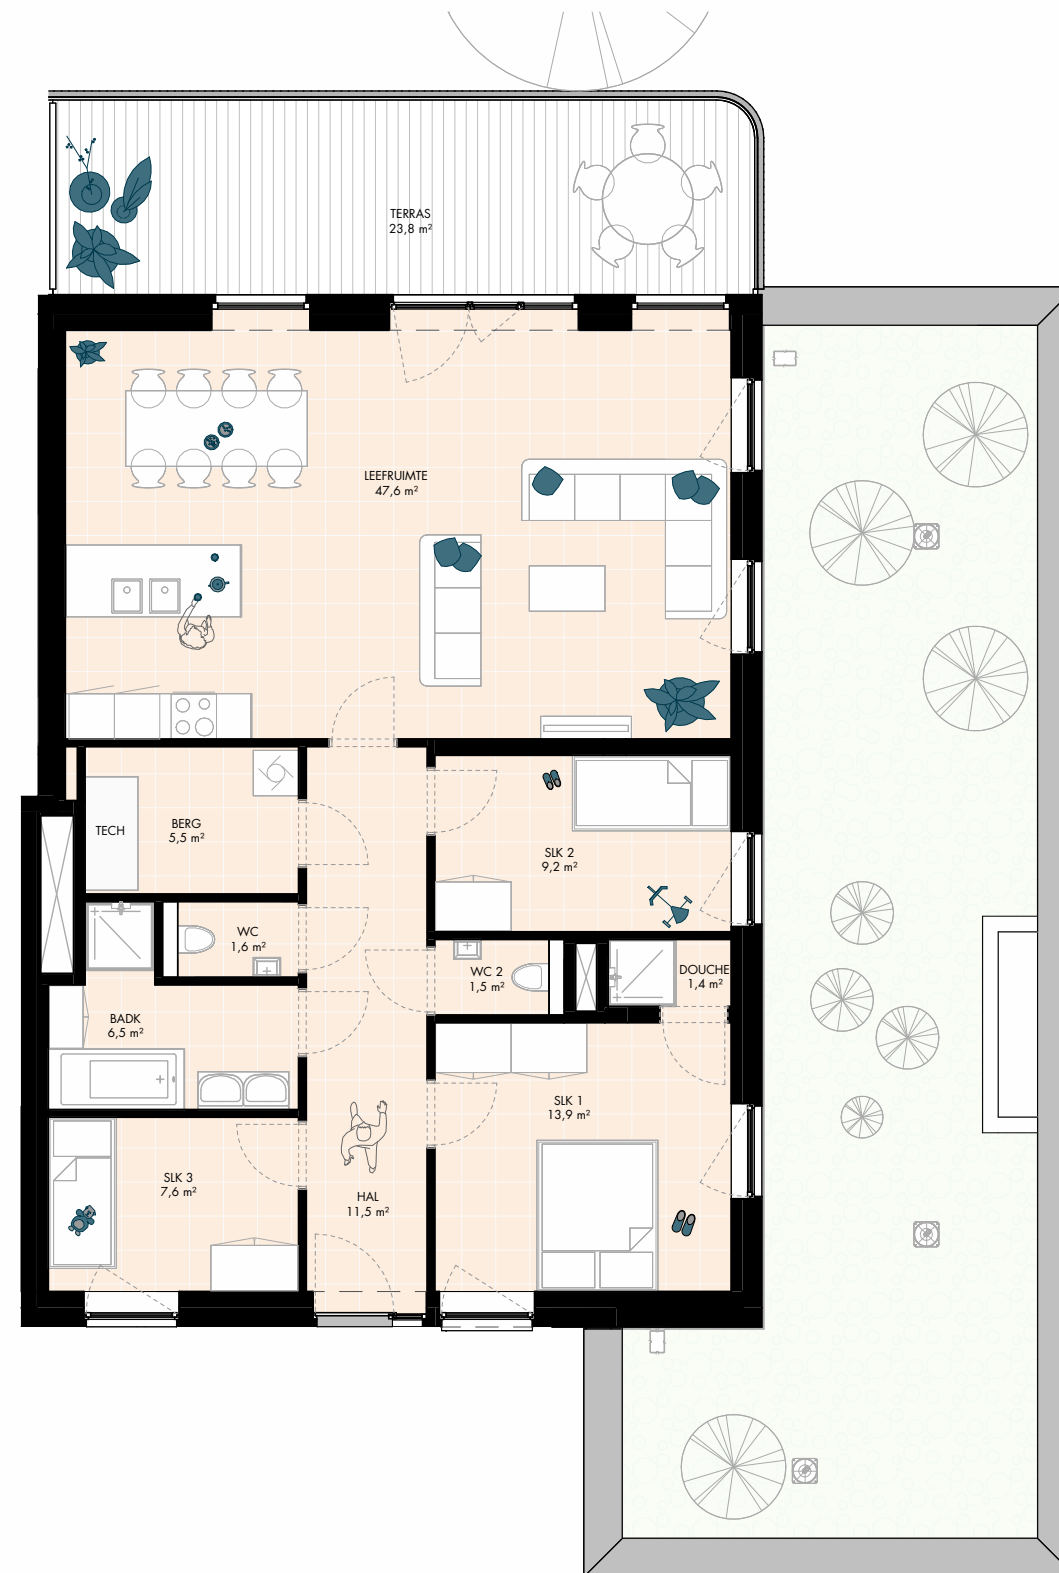 TERRAS
23,8 m²
LEEFRUIMTE
47,6 m²
BERG
5,5 m²
TECH
SLK 2
9,2 m²
WC
1,6 m²
WC 2
1,5 m²
DOUCHE
1,4 m²
BADK
6,5 m²
SLK 1
13,9 m²
SLK 3
7,6 m²
HAL
11,5 m²